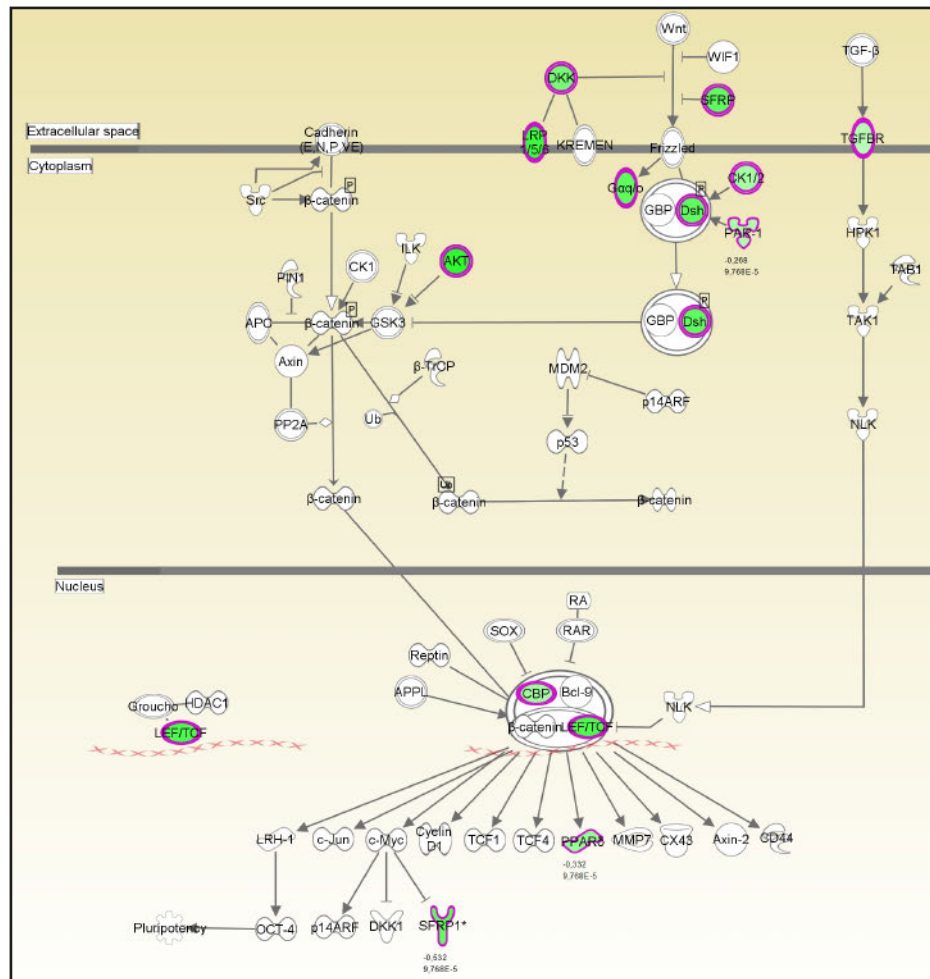 Wnt
WIF1
TGF-β
DKK
SFRP
Extracellular space
Cadherin
(E,N,P,VE)
LRP
1/5/6
KREMEN
Frizzled
TGFBR
Cytoplasm
Src
β-catenin
P
Gαq/o
P
CK1/2
GBP
Dsh
PAR-1
HPK1
-0,268
9,768E-5
ILK
AKT
CK1
PIN1
TAB1
APC
β-catenin
P
GSK3
GBP
Dsh
P
TAK1
Axin
β-TrCP
MDM2
p14ARF
PP2A
Ub
p53
NLK
β-catenin
Ub
β-catenin
β-catenin
Nucleus
RA
SOX
RAR
Reptin
APPL
CBP
Bcl-9
Groucho
HDAC1
NLK
LEF/TCF
β-catenin
LEF/TCF
LRH-1
c-Jun
c-Myc
Cyclin
D1
TCF1
TCF4
PPARδ
MMP7
CX43
Axin-2
CD44
-0,332
9,768E-5
Pluripotency
OCT-4
p14ARF
DKK1
SFRP1*
-0,532
9,768E-5